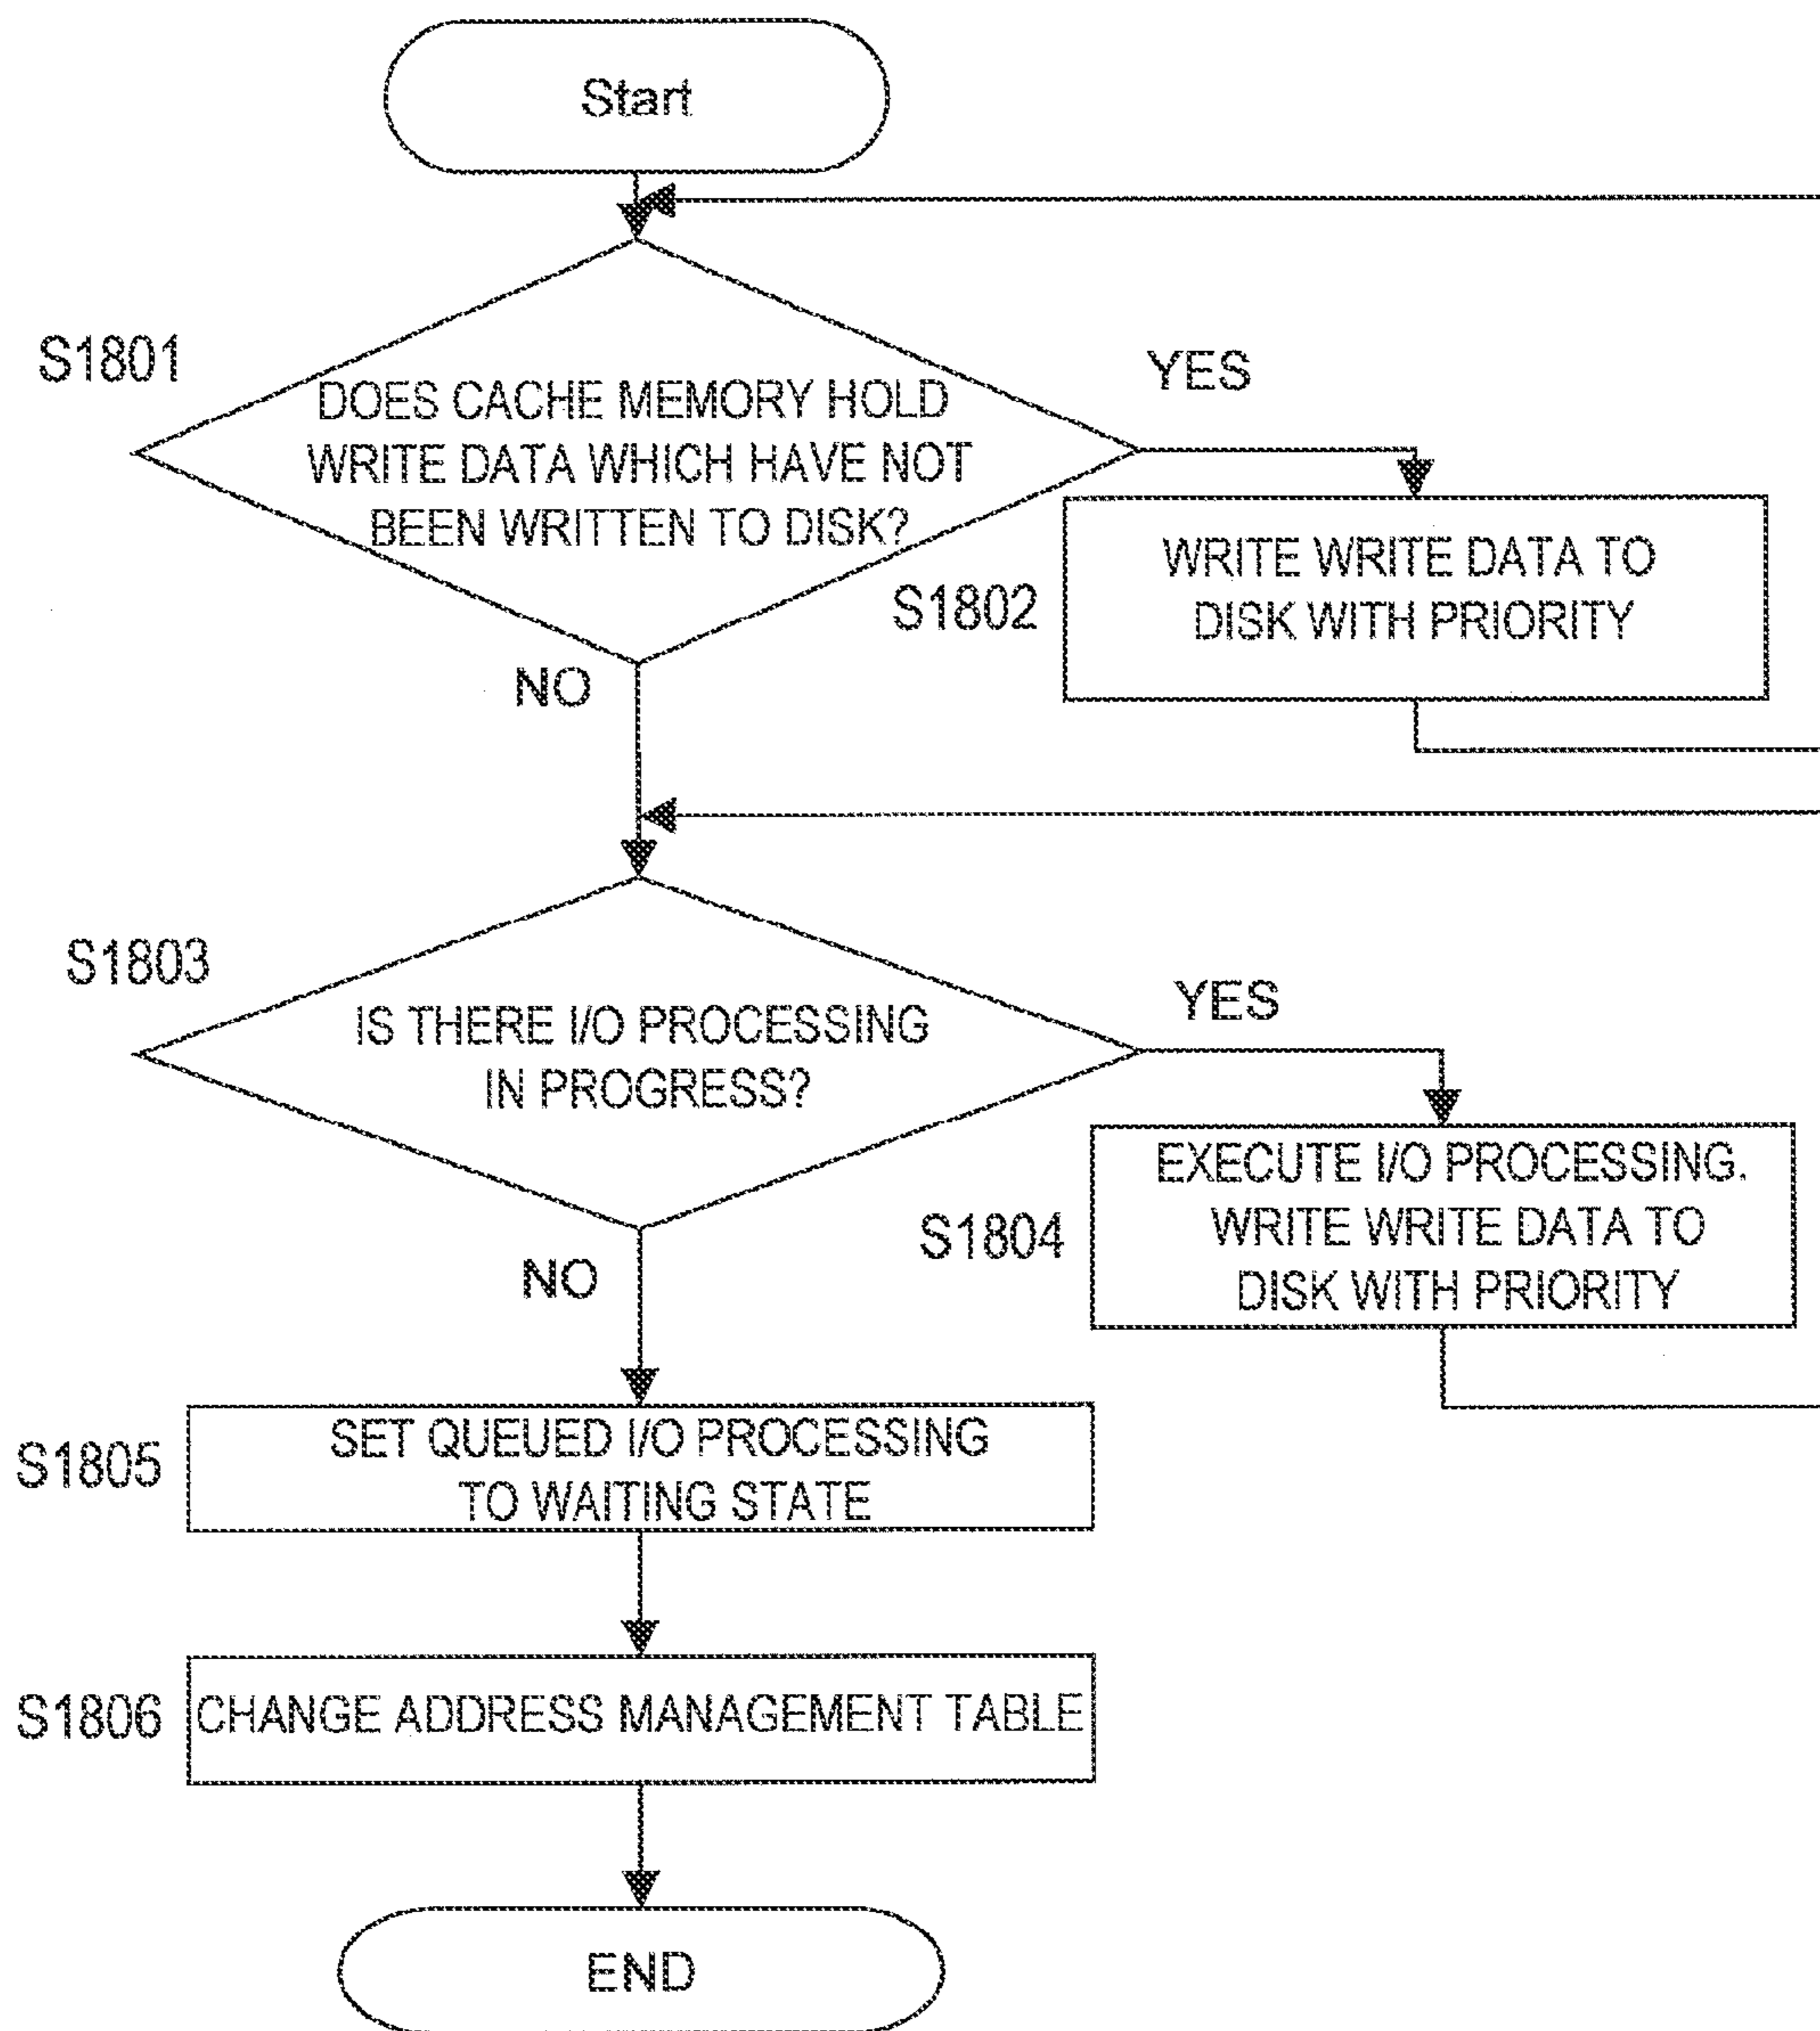 Start
S1801
YES
DOES CACHE MEMORY HOLD
WRITE DATA WHICH HAVE NOT
BEEN WRITTEN TO DISK?
S1802
WRITE WRITE DATA TO
DISK WITH PRIORITY
NO
S1803
YES
IS THERE I/O PROCESSING
IN PROGRESS?
S1804
EXECUTE I/O PROCESSING.
WRITE WRITE DATA TO
DISK WITH PRIORITY
NO
S1805
SET QUEUED I/O PROCESSING
TO WAITING STATE
S1806
CHANGE ADDRESS MANAGEMENT TABLE
END